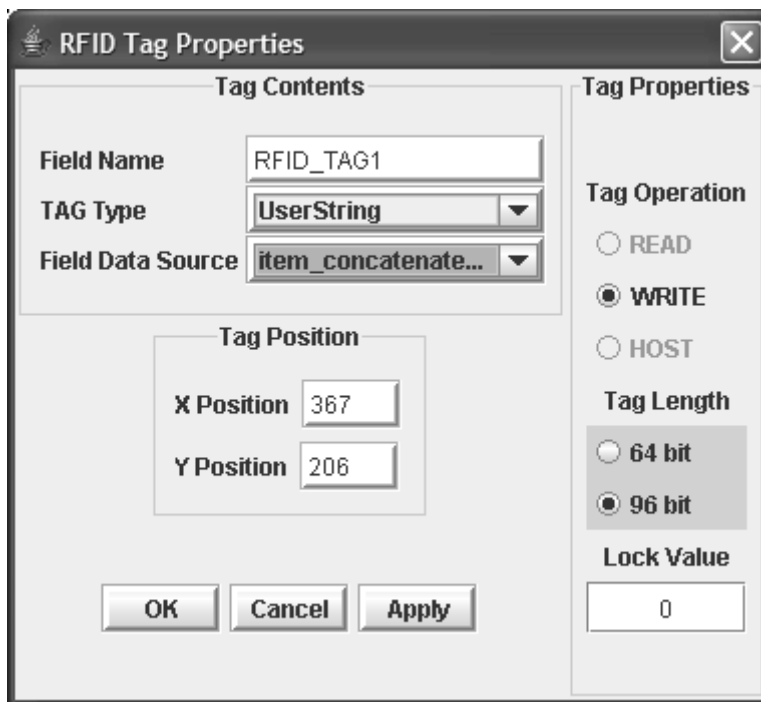 RFID Tag Properties
Tag Contents
Field Name RFID_TAG1
TAG Type UserString
Field Data Source item_concatenate...
Tag Position
X Position 367
Y Position 206
OK Cancel Apply
Tag Properties
Tag Operation
READ
WRITE
HOST
Tag Length
64 bit
96 bit
Lock Value
0